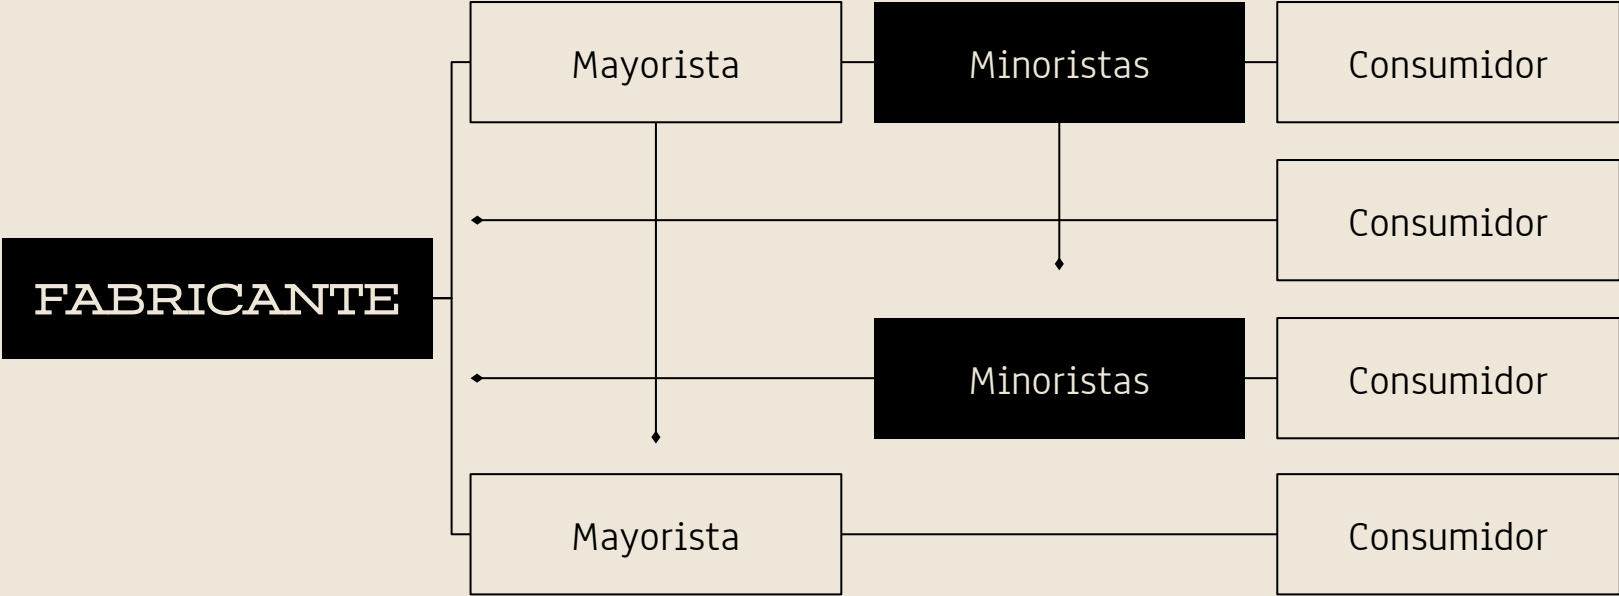 Mayorista
Minoristas
Consumidor
Consumidor
FABRICANTE
Minoristas
Consumidor
Mayorista
Consumidor